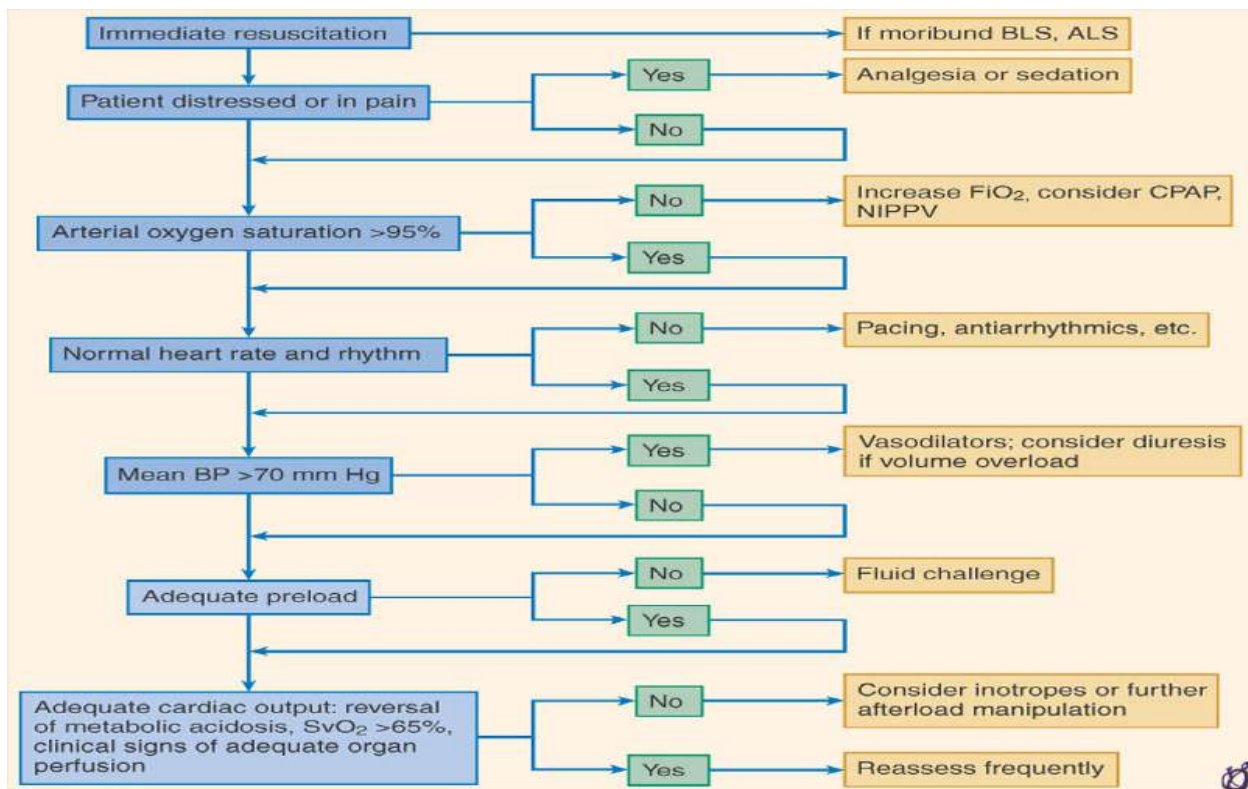 Immediate resuscitation
If moribund BLS, ALS
Patient distressed or in pain
Yes
Analgesia or sedation
No
Arterial oxygen saturation >95%
No
Increase FiO₂, consider CPAP,
NIPPV
Yes
Normal heart rate and rhythm
No
Pacing, antiarrhythmics, etc.
Yes
Mean BP >70 mm Hg
Yes
Vasodilators; consider diuresis
if volume overload
No
Adequate preload
No
Fluid challenge
Yes
Adequate cardiac output: reversal
of metabolic acidosis, SvO₂ >65%,
clinical signs of adequate organ
perfusion
No
Consider inotropes or further
afterload manipulation
Yes
Reassess frequently